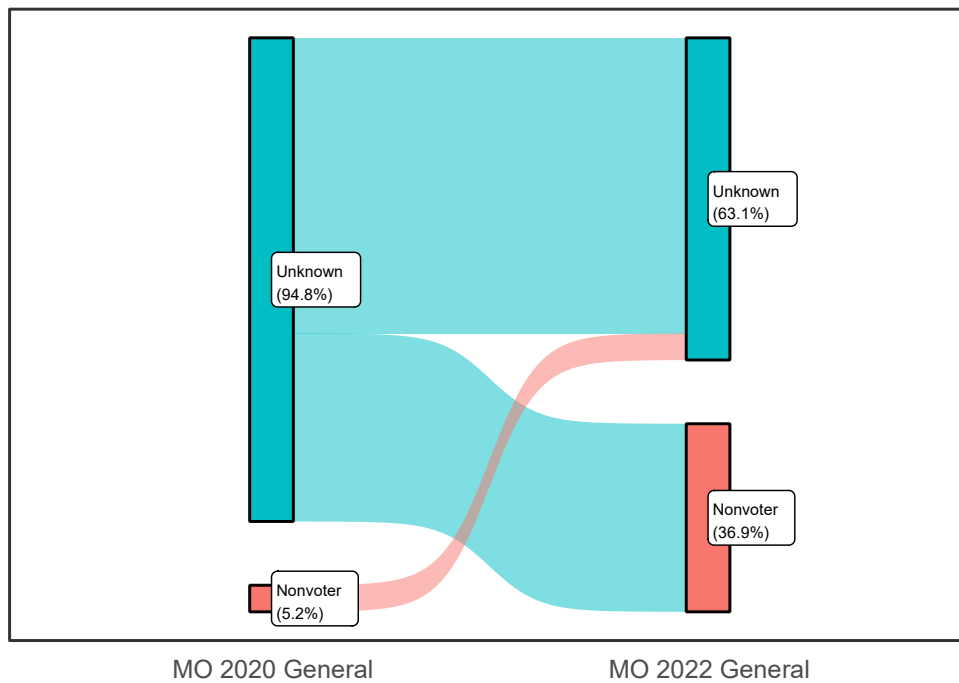 Unknown
(63.1%)
Unknown
(94.8%)
Nonvoter
(36.9%)
Nonvoter
(5.2%)
MO 2020 General
MO 2022 General